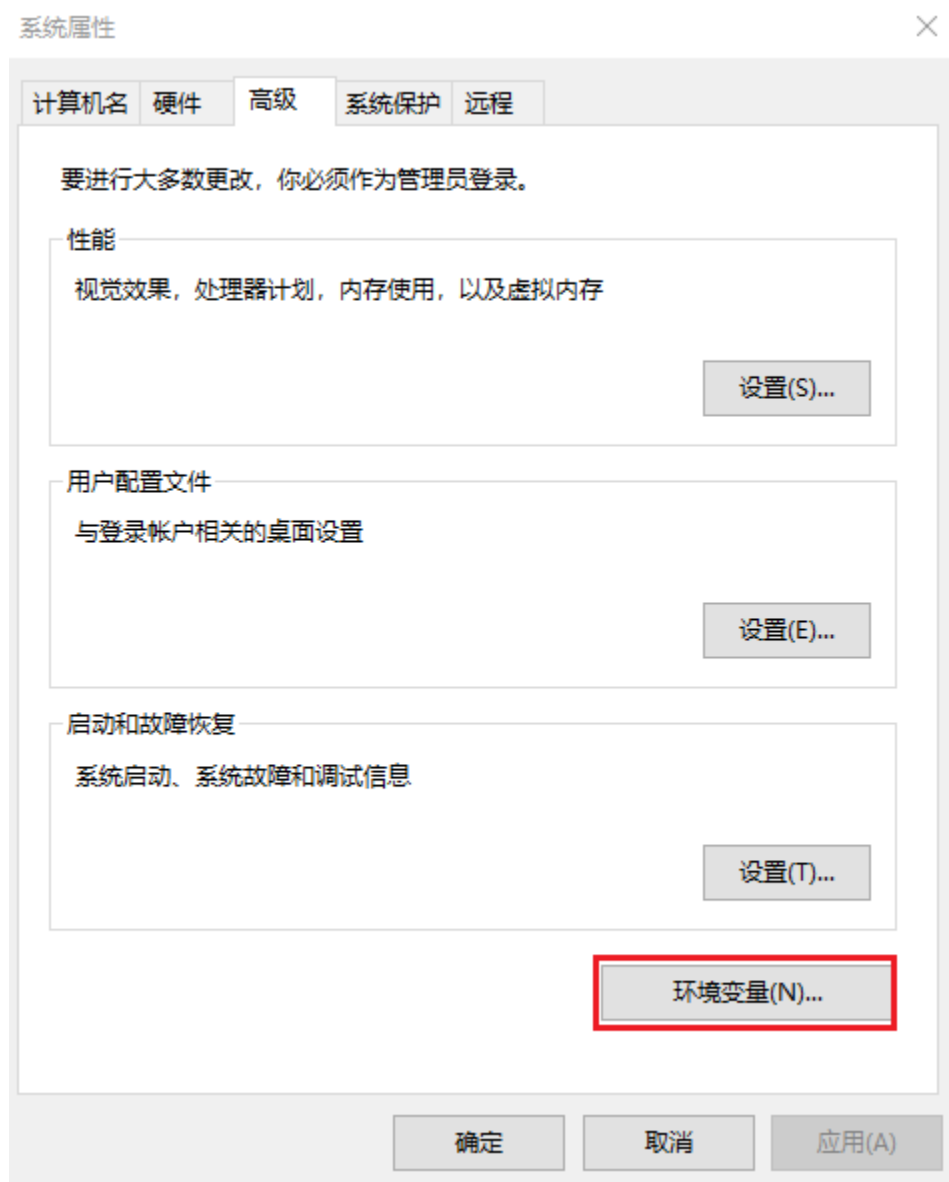 系统属性
计算机名 硬件 高级 系统保护 远程
要进行大多数更改，你必须作为管理员登录。
性能
视觉效果，处理器计划，内存使用，以及虚拟内存
设置(S)...
用户配置文件
与登录帐户相关的桌面设置
设置(E)...
启动和故障恢复
系统启动、系统故障和调试信息
设置(T)...
环境变量(N)...
确定 取消 应用(A)